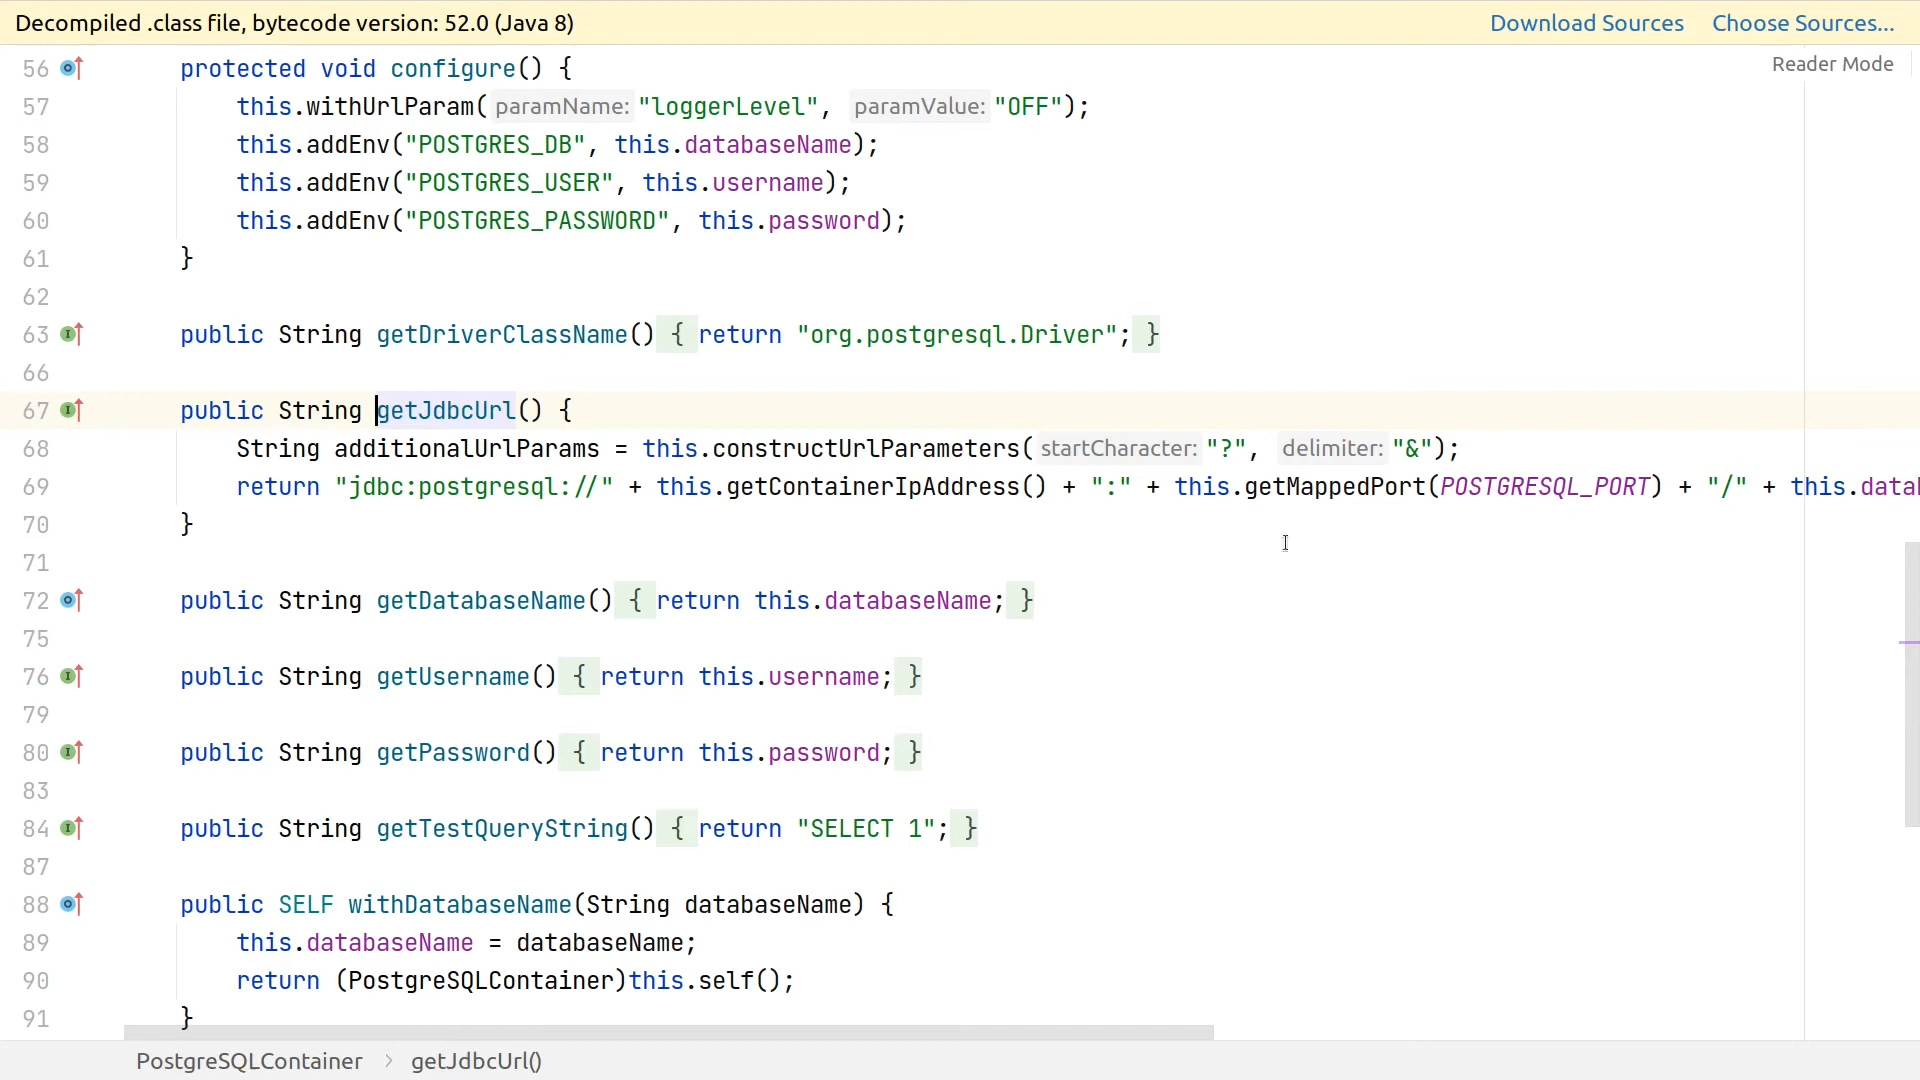 Decompiled .class file, bytecode version: 52.0 (Java 8) Download Sources Choose Sources...
Reader Mode
56 protected void configure() {
57 this.withUrlParam( paramName: "loggerLevel", paramValue: "OFF");
58 this.addEnv("POSTGRES_DB", this.databaseName);
59 this.addEnv("POSTGRES_USER", this.username);
60 this.addEnv("POSTGRES_PASSWORD", this.password);
61 }
62
63 public String getDriverClassName() { return "org.postgresql.Driver"; }
66
67 public String getJdbcUrl() {
68 String additionalUrlParams = this.constructUrlParameters( startCharacter: "?", delimiter: "&");
69 return "jdbc:postgresql://" + this.getContainerIpAddress() + ":" + this.getMappedPort(POSTGRESQL_PORT) + "/" + this.
70 }
71
72 public String getDatabaseName() { return this.databaseName; }
75
76 public String getUsername() { return this.username; }
79
80 public String getPassword() { return this.password; }
83
84 public String getTestQueryString() { return "SELECT 1"; }
87
88 public SELF withDatabaseName(String databaseName) {
89 this.databaseName = databaseName;
90 return (PostgreSQLContainer)this.self();
91 }
PostgreSQLContainer > getJdbcUrl()